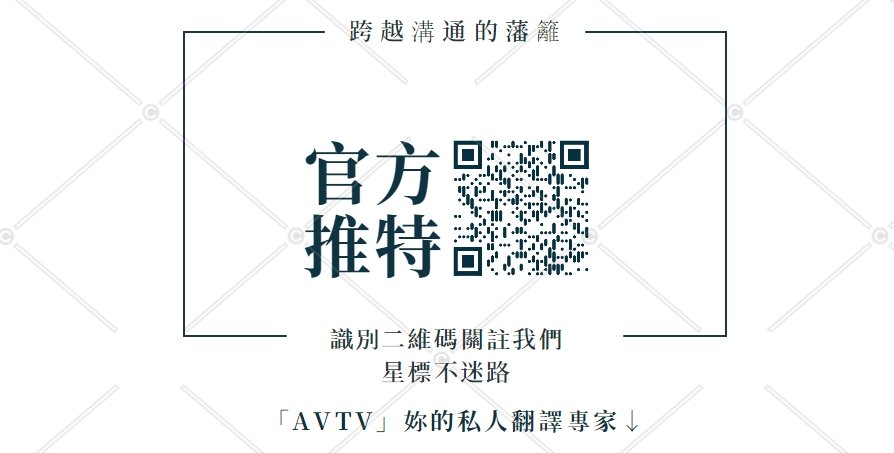 跨越溝通的藩籬
官方
推特
識別二維碼關註我們
星標不迷路
「AVTV」妳的私人翻譯專家↓